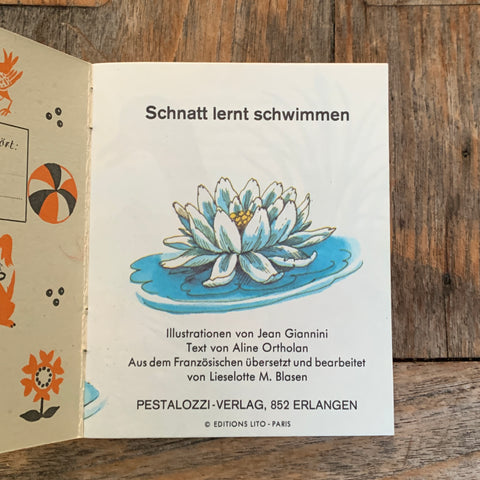 ört:
Schnatt lernt schwimmen
Illustrationen von Jean Giannini
Text von Aline Ortholan
Aus dem Französischen übersetzt und bearbeitet
von Lieselotte M. Blasen
PESTALOZZI-VERLAG, 852 ERLANGEN
© EDITIONS LITO - PARIS